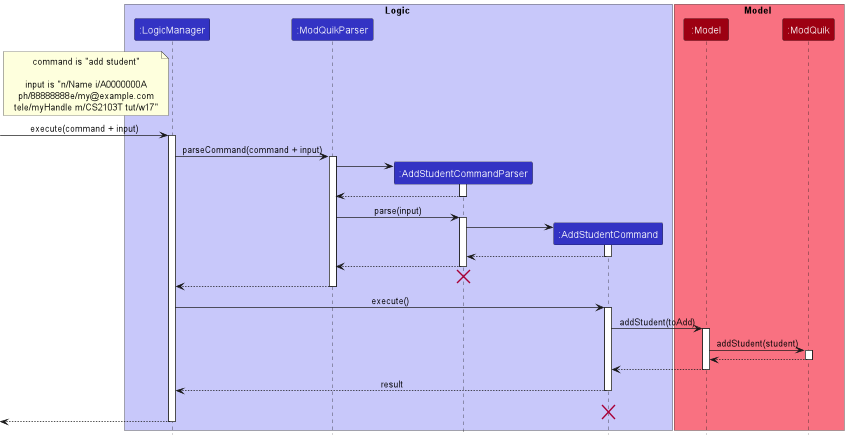 Logic
Model
:LogicManager
:ModQuikParser
:Model
:ModQuik
command is "add student"
input is "n/Name i/A0000000A
ph/88888888e/my@example.com
tele/myHandle m/CS2103T tut/w17"
execute(command + input)
parseCommand(command + input)
:AddStudentCommandParser
parse(input)
:AddStudentCommand
execute()
addStudent(toAdd)
addStudent(student)
result